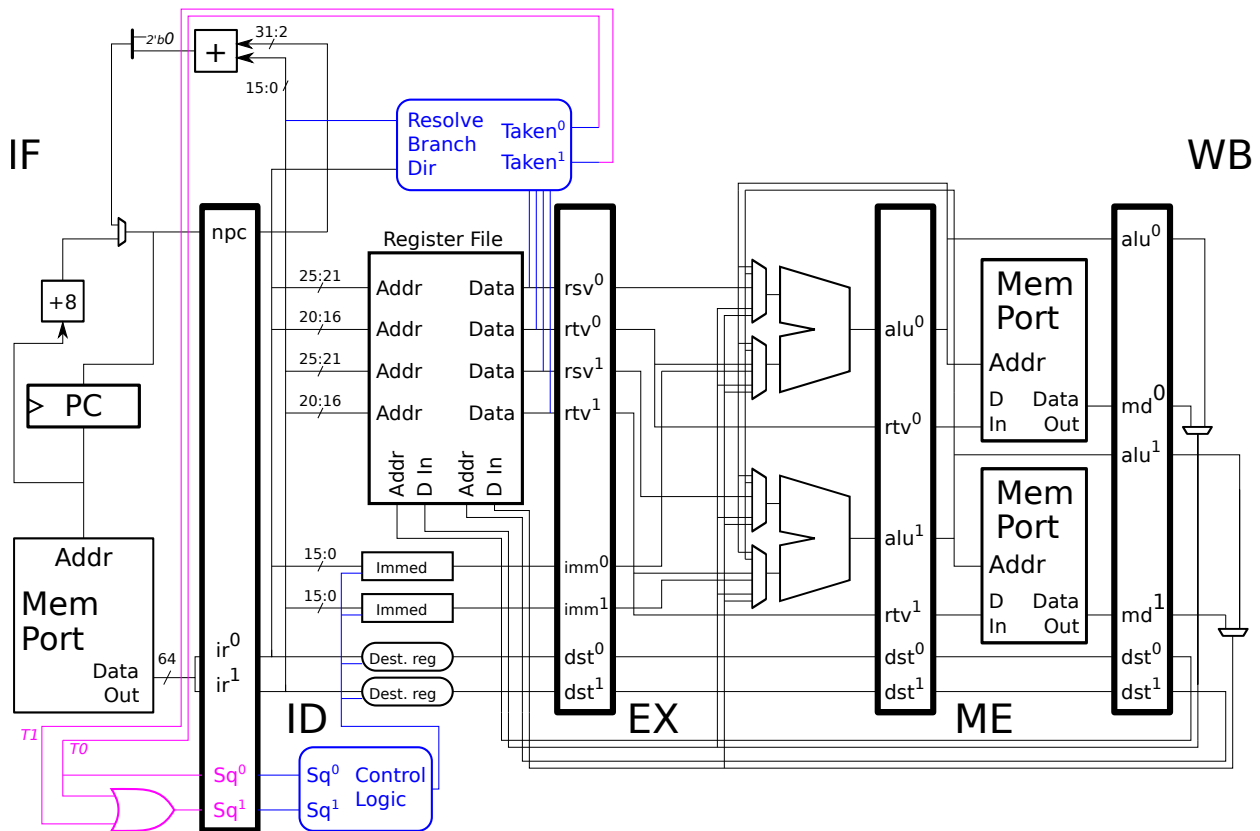 2'b0
+
31:2
15:0
Resolve
Branch
Dir
Taken0
Taken1
IF
WB
npc
+8
PC
Register File
25:21
20:16
25:21
20:16
Addr
Addr
Addr
Addr
Data
Data
Data
Data
Addr
D In
Addr
D In
rsv0
rtv0
rsv1
rtv1
alu0
rtv0
alu1
rtv1
Mem
Port
Addr
D
In
Data
Out
Mem
Port
Addr
D
In
Data
Out
alu0
md0
alu1
md1
dst0
dst1
Addr
Mem
Port
Data
Out
64
ir0
ir1
15:0
15:0
Immed
Immed
Dest. reg
Dest. reg
imm0
imm1
dst0
dst1
dst0
dst1
ID
EX
ME
T1
T0
Sq0
Sq1
Sq0
Sq1
Control
Logic